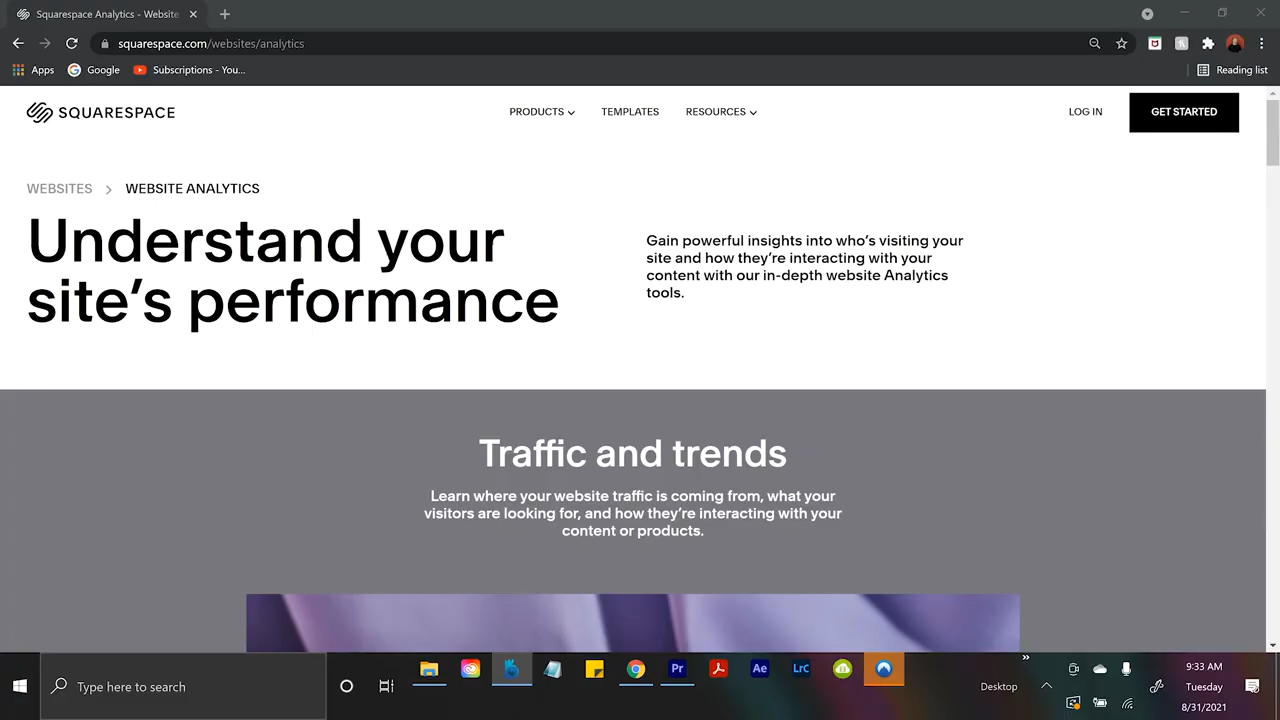 Squarespace Analytics - Website
squarespace.com/websites/analytics
Apps Google Subscriptions - You... Reading list
SQUARESPACE PRODUCTS TEMPLATES RESOURCES LOG IN GET STARTED
WEBSITES > WEBSITE ANALYTICS
Understand your
site’s performance
Gain powerful insights into who’s visiting your
site and how they’re interacting with your
content with our in-depth website Analytics
tools.
Traffic and trends
Learn where your website traffic is coming from, what your
visitors are looking for, and how they’re interacting with your
content or products.
Type here to search
Pr
Ae
LrC
Desktop
9:33 AM
Tuesday
8/31/2021